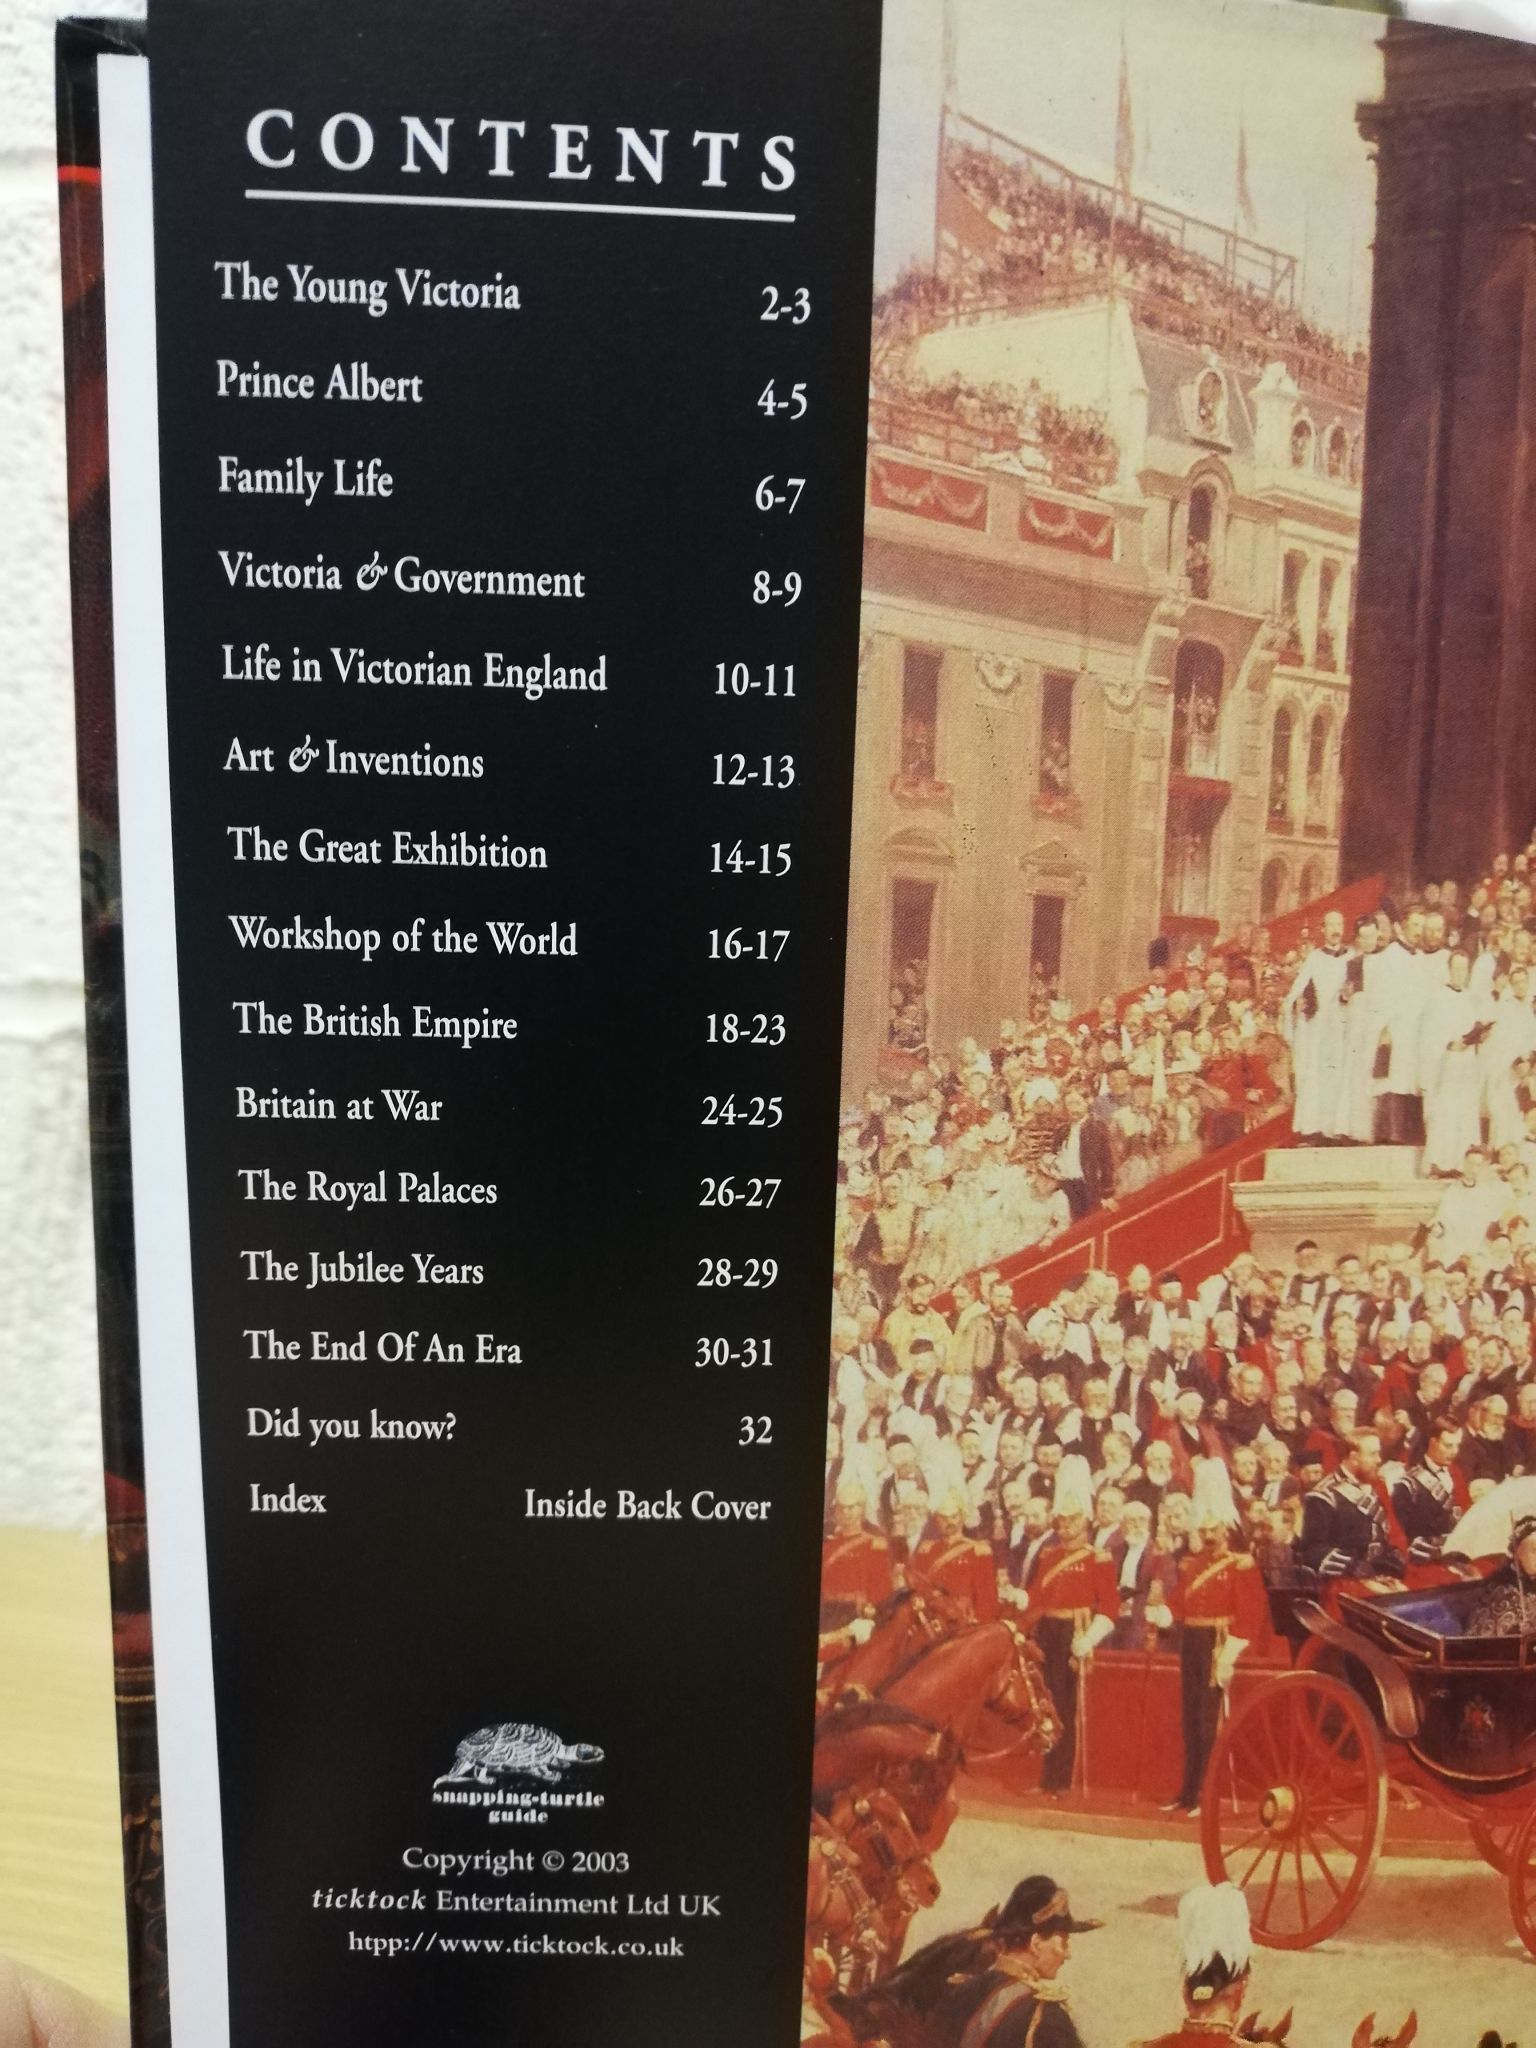 CONTENTS
The Young Victoria 2-3
Prince Albert 4-5
Family Life 6-7
Victoria & Government 8-9
Life in Victorian England 10-11
Art & Inventions 12-13
The Great Exhibition 14-15
Workshop of the World 16-17
The British Empire 18-23
Britain at War 24-25
The Royal Palaces 26-27
The Jubilee Years 28-29
The End Of An Era 30-31
Did you know? 32
Index Inside Back Cover
snapping-turtle
guide
Copyright © 2003
ticktock Entertainment Ltd UK
htpp://www.ticktock.co.uk